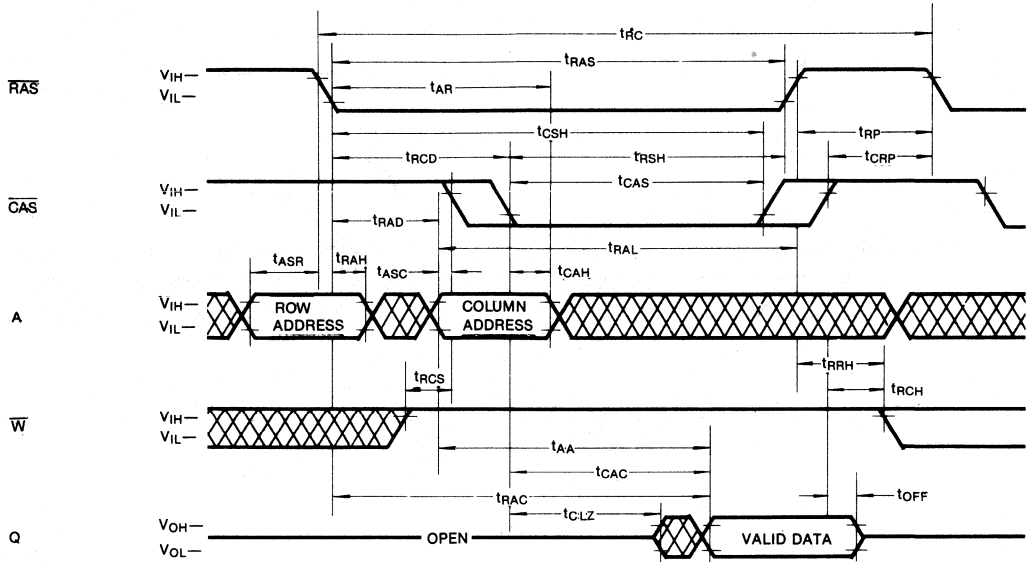 tRC
tRAS
RAS
VIH
VIL
tAR
tCSH
tRP
tRCD
tRSH
tCRP
CAS
VIH
VIL
tCAS
tRAD
tRAL
tASR
tRAH
tASC
tCAH
A
VIH
VIL
ROW ADDRESS
COLUMN ADDRESS
tRRH
tRCS
tRCH
W
VIH
VIL
tAA
tCAC
tRAC
tOFF
tCLZ
Q
VOH
VOL
OPEN
VALID DATA